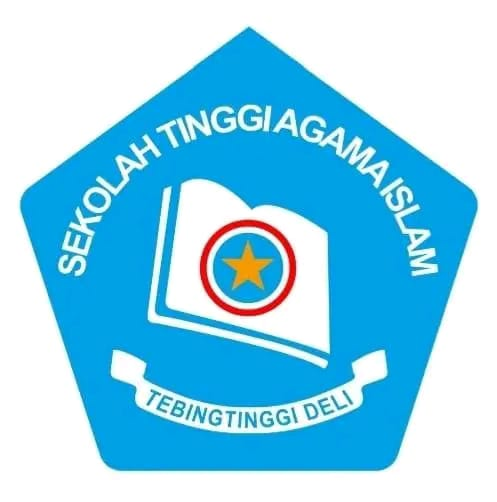 SEKOLAH TINGGI AGAMA ISLAM
TEBINGTINGGI DELI